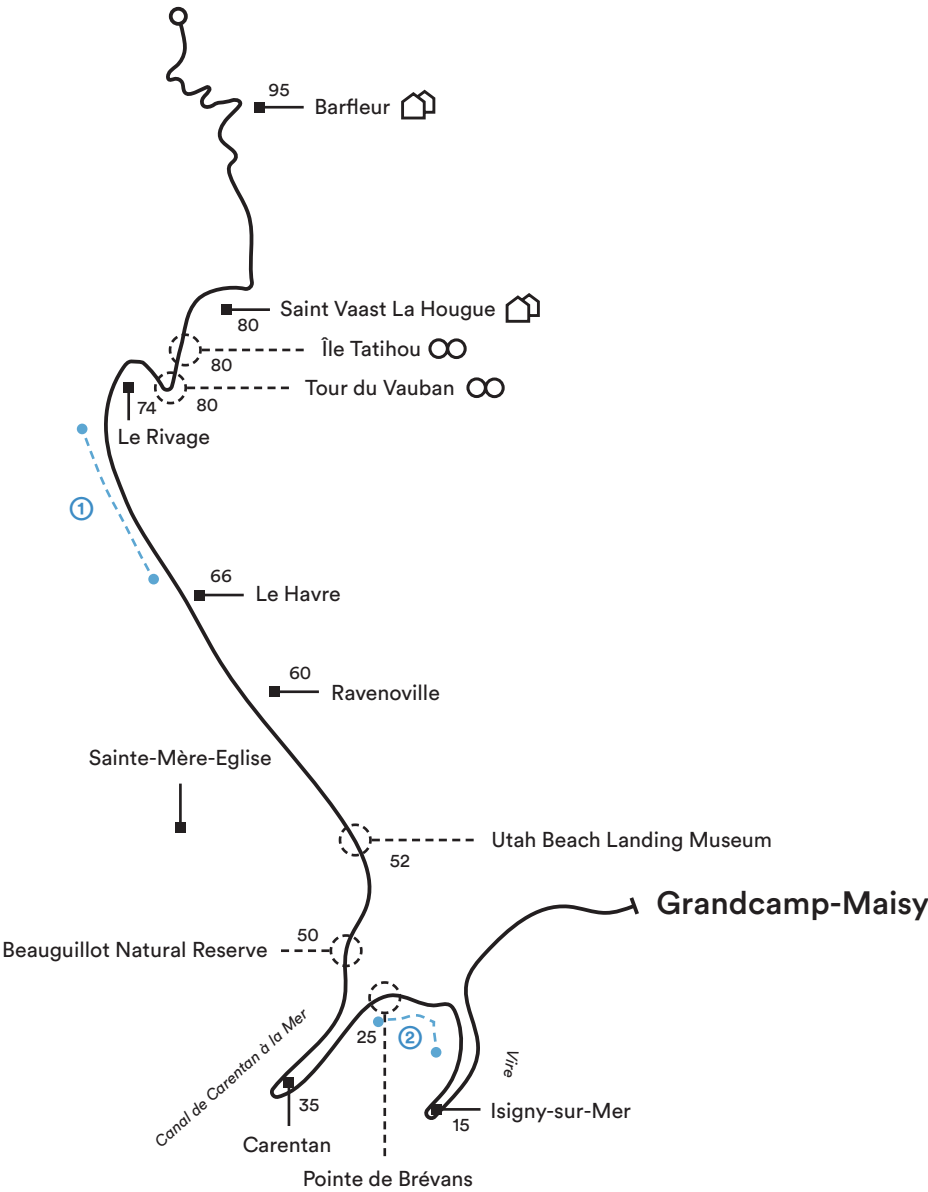 95
Barfleur
Saint Vaast La Hougue
80
Île Tatihou
80
Tour du Vauban
80
74
Le Rivage
1
66
Le Havre
60
Ravenoville
Sainte-Mère-Eglise
Utah Beach Landing Museum
52
Grandcamp-Maisy
50
Beauguillot Natural Reserve
Canal de Carentan à la Mer
25
2
Vire
35
Isigny-sur-Mer
15
Carentan
Pointe de Brévans